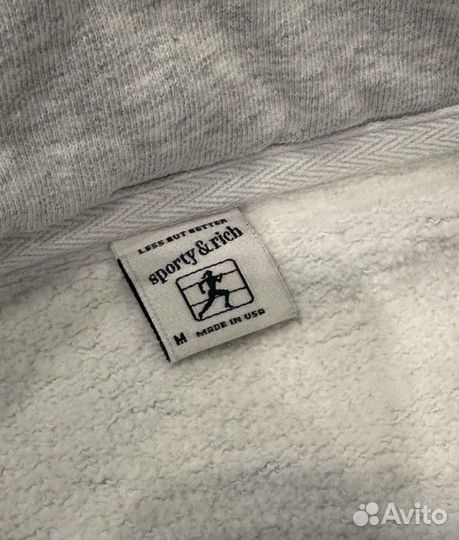 LESS BUT BETTER
sporty & rich
M MADE IN USA
Avito